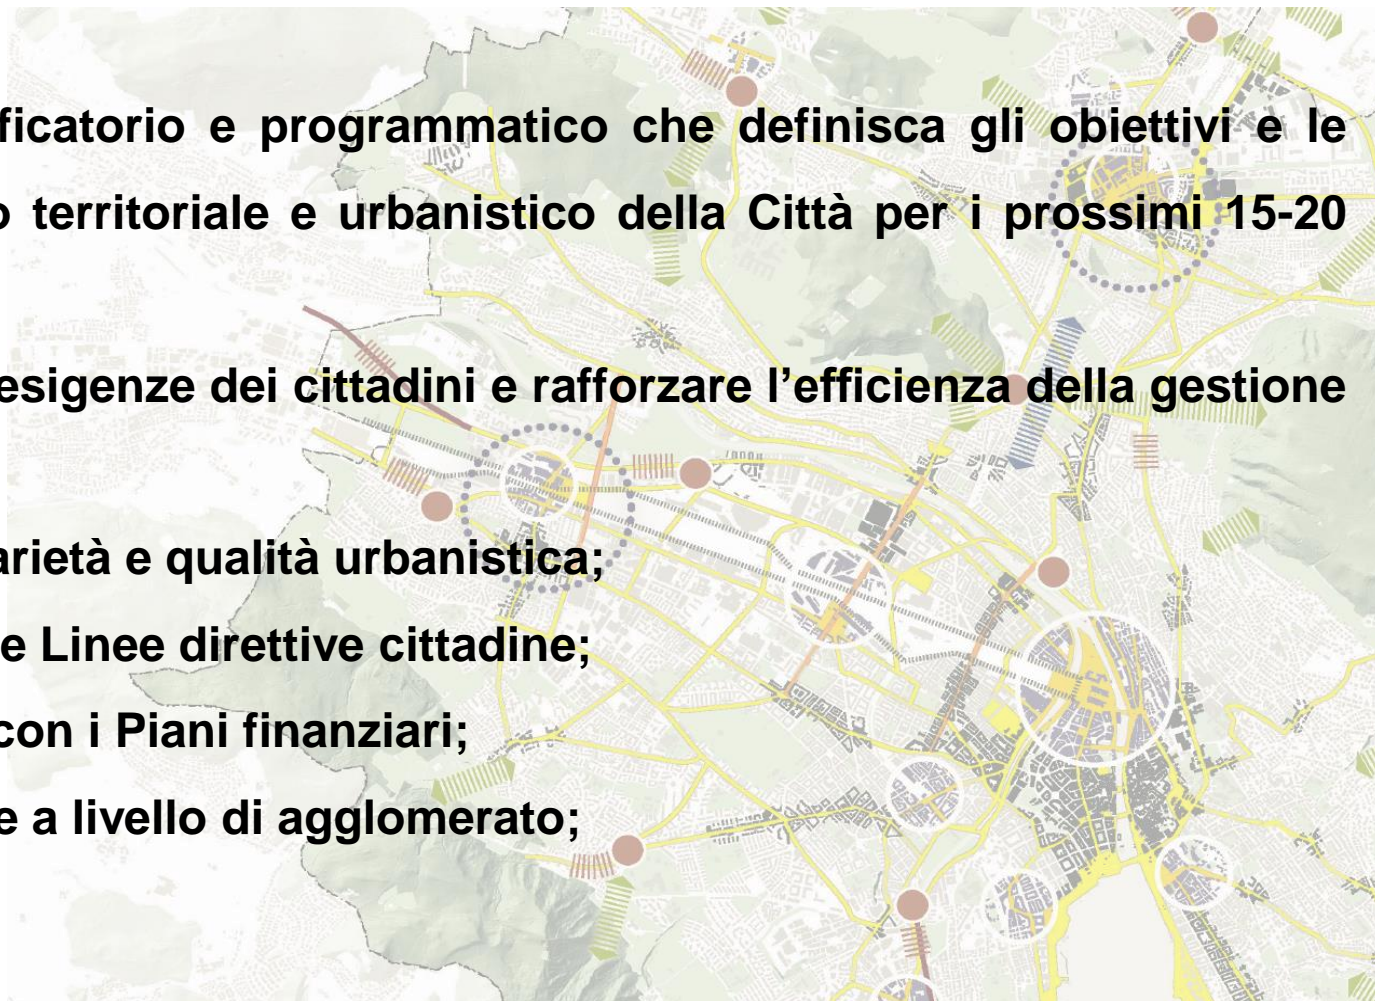 ficatorio e programmatico che definisca gli obiettivi e le
o territoriale e urbanistico della Città per i prossimi 15-20
esigenze dei cittadini e rafforzare l’efficienza della gestione
arietà e qualità urbanistica;
e Linee direttive cittadine;
con i Piani finanziari;
e a livello di agglomerato;